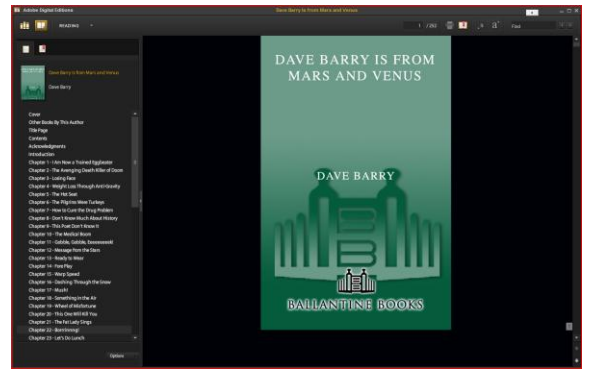 Adobe Digital Editions
Dave Barry Is from Mars and Venus
READING
1 /282
Find
Dave Barry Is from Mars and Venus
Dave Barry
Cover
Other Books By This Author
Title Page
Contents
Acknowledgments
Introduction
Chapter 1 - I Am Now a Trained Eggbeater
Chapter 2 - The Avenging Death Killer of Doom
Chapter 3 - Losing Face
Chapter 4 - Weight Loss Through Anti-Gravity
Chapter 5 - The Hot Seat
Chapter 6 - The Pilgrims Were Turkeys
Chapter 7 - How to Cure the Drug Problem
Chapter 8 - Don't Know Much About History
Chapter 9 - This Poet Don't Know It
Chapter 10 - The Medical Boom
Chapter 11 - Gobble, Gobble, Eeeeeeeeek!
Chapter 12 - Message from the Stars
Chapter 13 - Ready to Wear
Chapter 14 - Fore Play
Chapter 15 - Warp Speed
Chapter 16 - Dashing Through the Snow
Chapter 17 - Mush!
Chapter 18 - Something in the Air
Chapter 19 - Wheel of Misfortune
Chapter 20 - This One Will Kill You
Chapter 21 - The Fat Lady Sings
Chapter 22 - Borrrinnng!
Chapter 23 - Let's Do Lunch
Options
DAVE BARRY IS FROM
MARS AND VENUS
DAVE BARRY
BB
BALLANTINE BOOKS